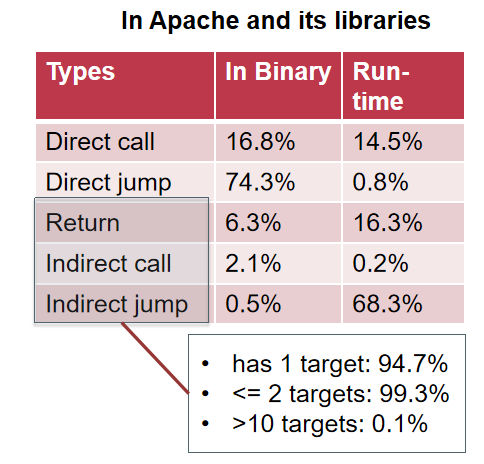 In Apache and its libraries
Types In Binary Run-
time
Direct call 16.8% 14.5%
Direct jump 74.3% 0.8%
Return 6.3% 16.3%
Indirect call 2.1% 0.2%
Indirect jump 0.5% 68.3%
• has 1 target: 94.7%
• <= 2 targets: 99.3%
• >10 targets: 0.1%